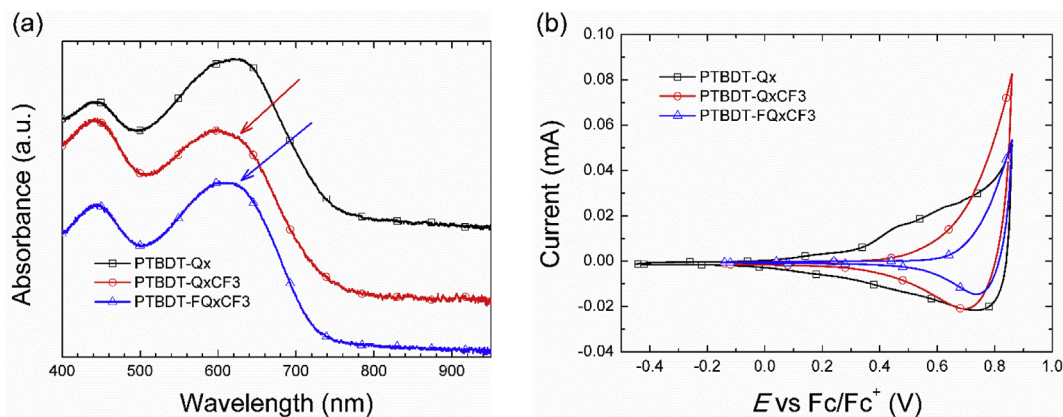 (a)
Absorbance (a.u.)
PTBDT-Qx
PTBDT-QxCF3
PTBDT-FQxCF3
400 500 600 700 800 900
Wavelength (nm)
(b)
Current (mA)
0.10
0.08
0.06
0.04
0.02
0.00
-0.02
-0.04
PTBDT-Qx
PTBDT-QxCF3
PTBDT-FQxCF3
-0.4 -0.2 0.0 0.2 0.4 0.6 0.8 1.0
E vs Fc/Fc⁺ (V)